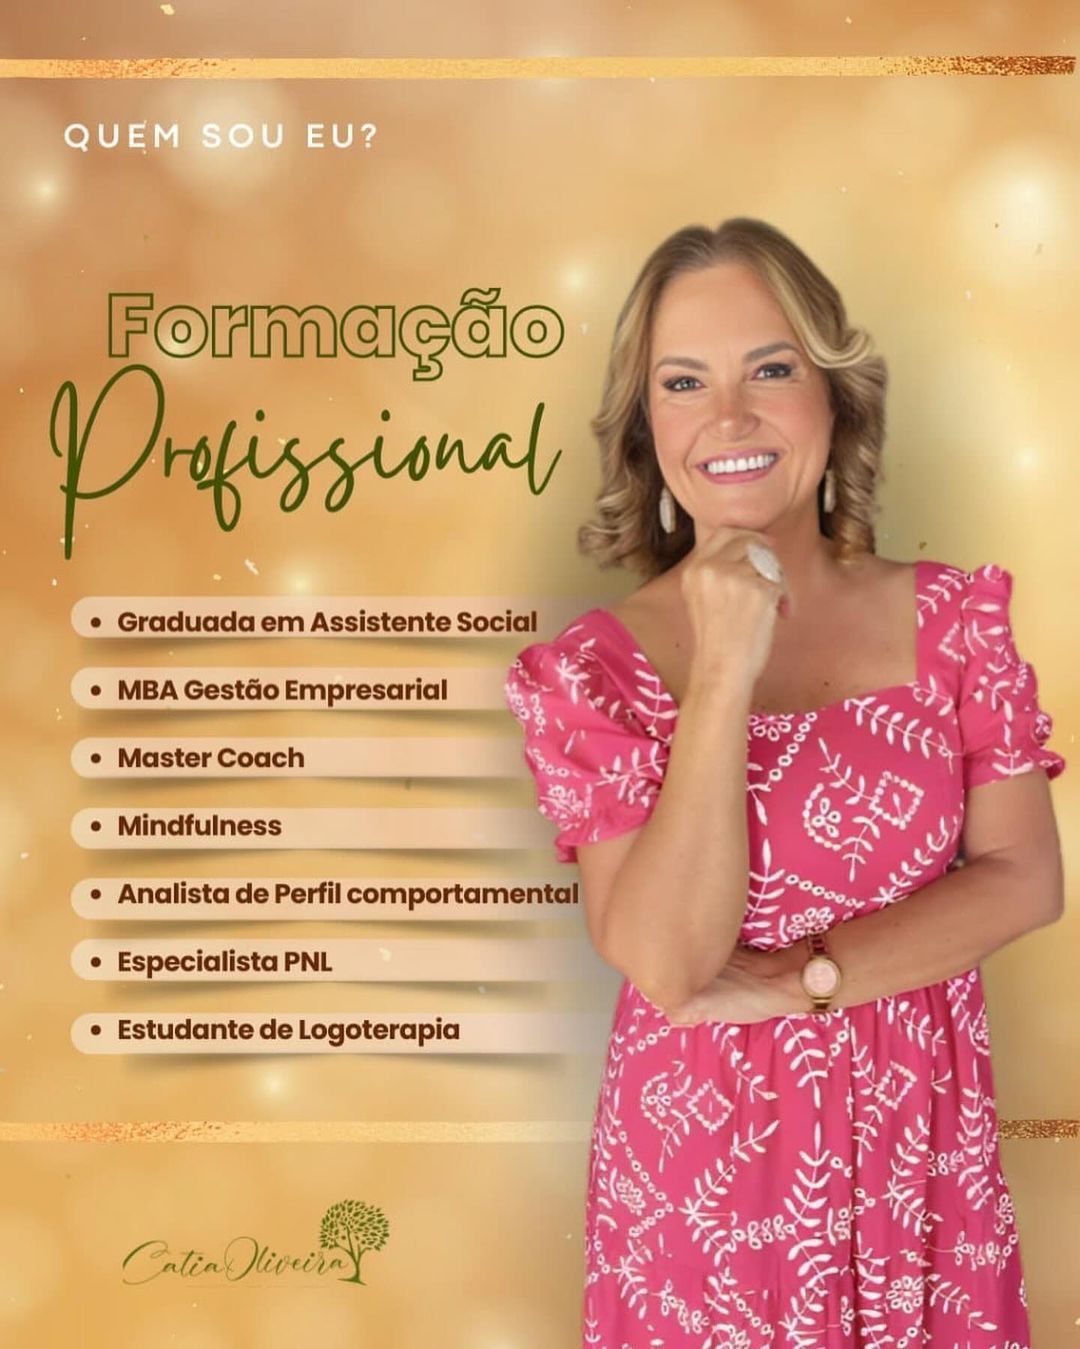 QUEM SOU EU?
Formação
Profissional
• Graduada em Assistente Social
• MBA Gestão Empresarial
• Master Coach
• Mindfulness
• Analista de Perfil comportamental
• Especialista PNL
• Estudante de Logoterapia
Catia Oliveira